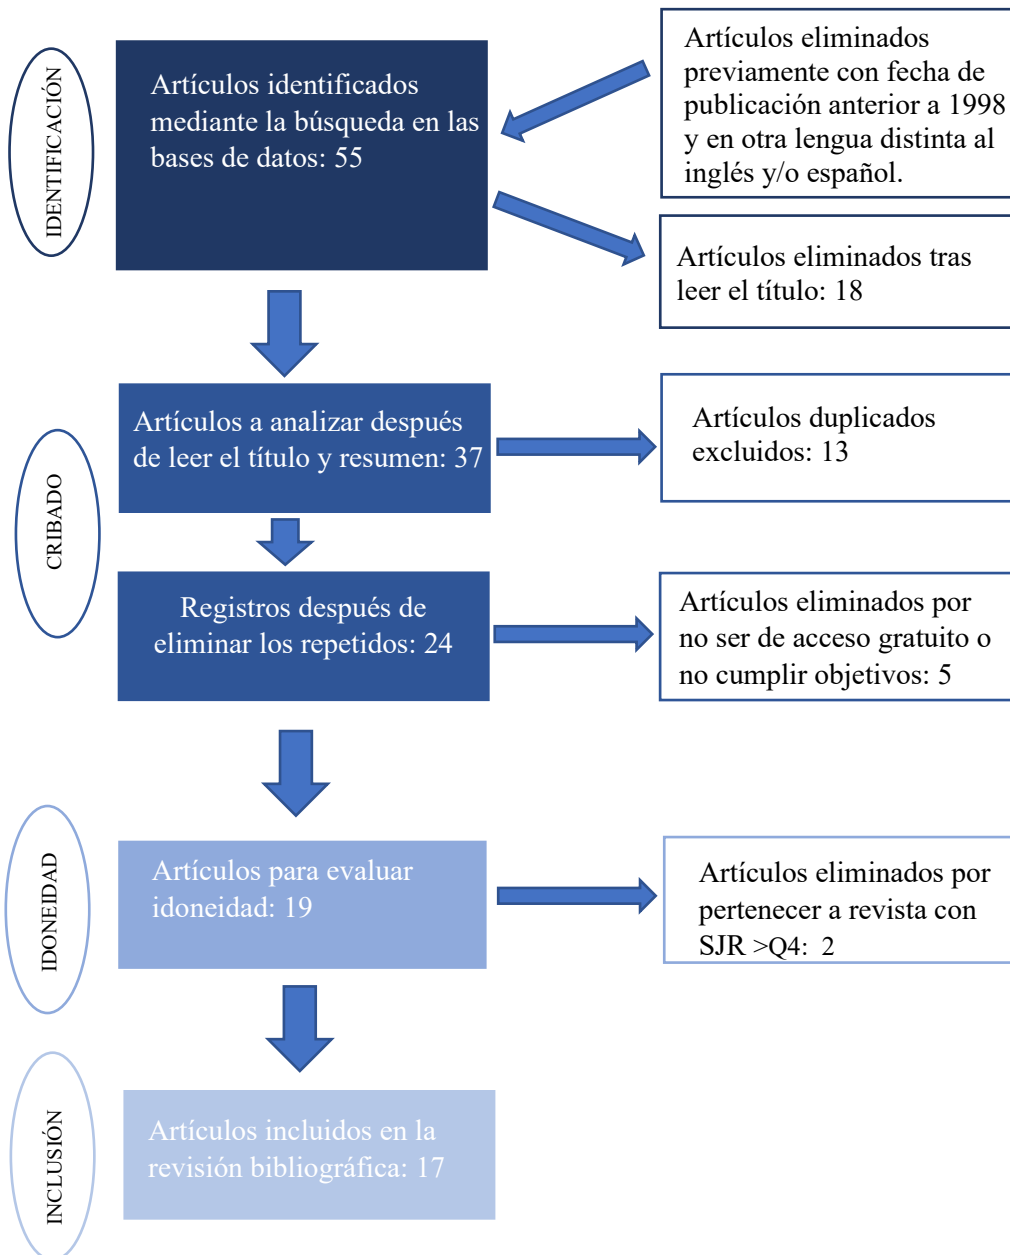 IDENTIFICACIÓN
Artículos identificados
mediante la búsqueda en las
bases de datos: 55
Artículos eliminados
previamente con fecha de
publicación anterior a 1998
y en otra lengua distinta al
inglés y/o español.
Artículos eliminados tras
leer el título: 18
CRIBADO
Artículos a analizar después
de leer el título y resumen: 37
Artículos duplicados
excluidos: 13
Registros después de
eliminar los repetidos: 24
Artículos eliminados por
no ser de acceso gratuito o
no cumplir objetivos: 5
IDONEIDAD
Artículos para evaluar
idoneidad: 19
Artículos eliminados por
pertenecer a revista con
SJR >Q4: 2
INCLUSIÓN
Artículos incluidos en la
revisión bibliográfica: 17